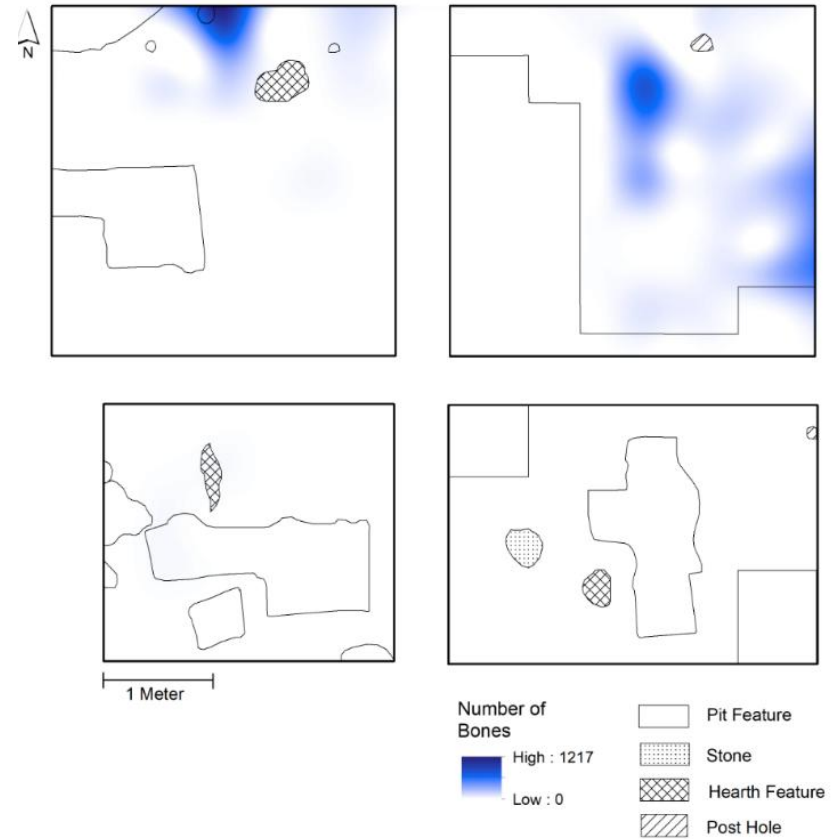 N
1 Meter
Number of
Bones
High : 1217
Low : 0
Pit Feature
Stone
Hearth Feature
Post Hole